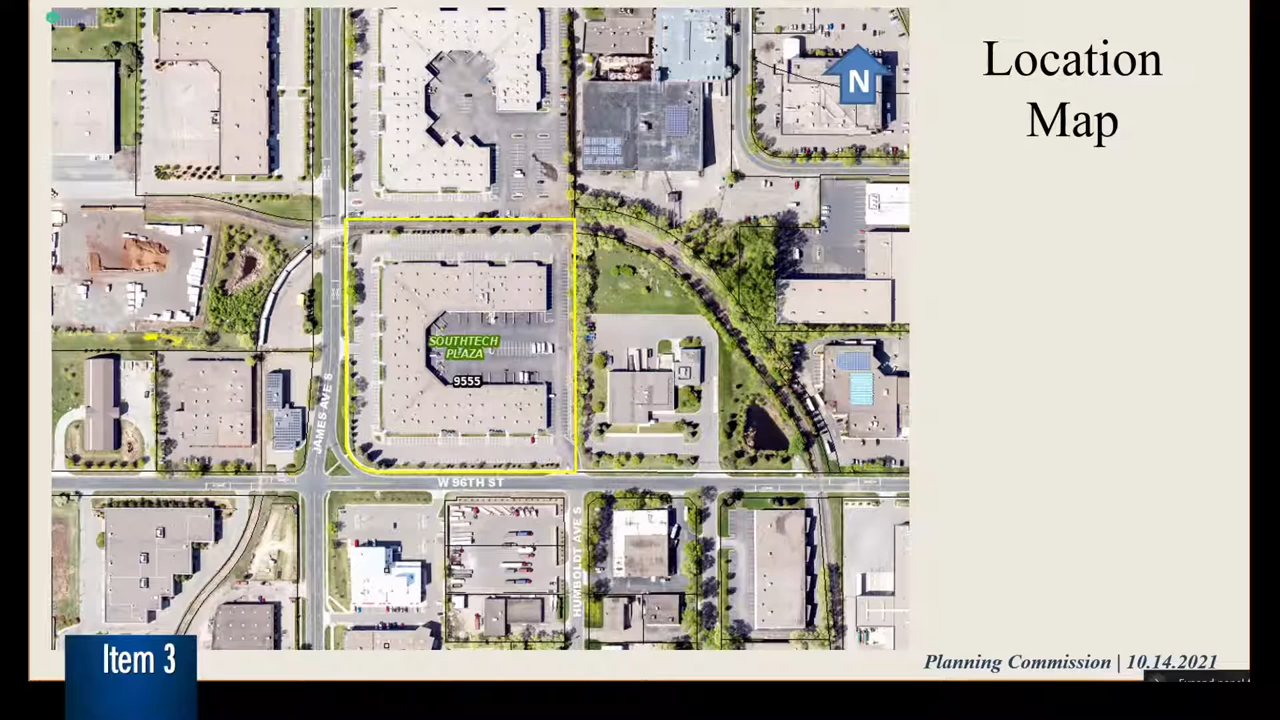 Location
Map
N
SOUTHTECH
PLAZA
9555
JAMES AVE S
W 96TH ST
HUMBOLDT AVE S
Item 3
Planning Commission | 10.14.2021